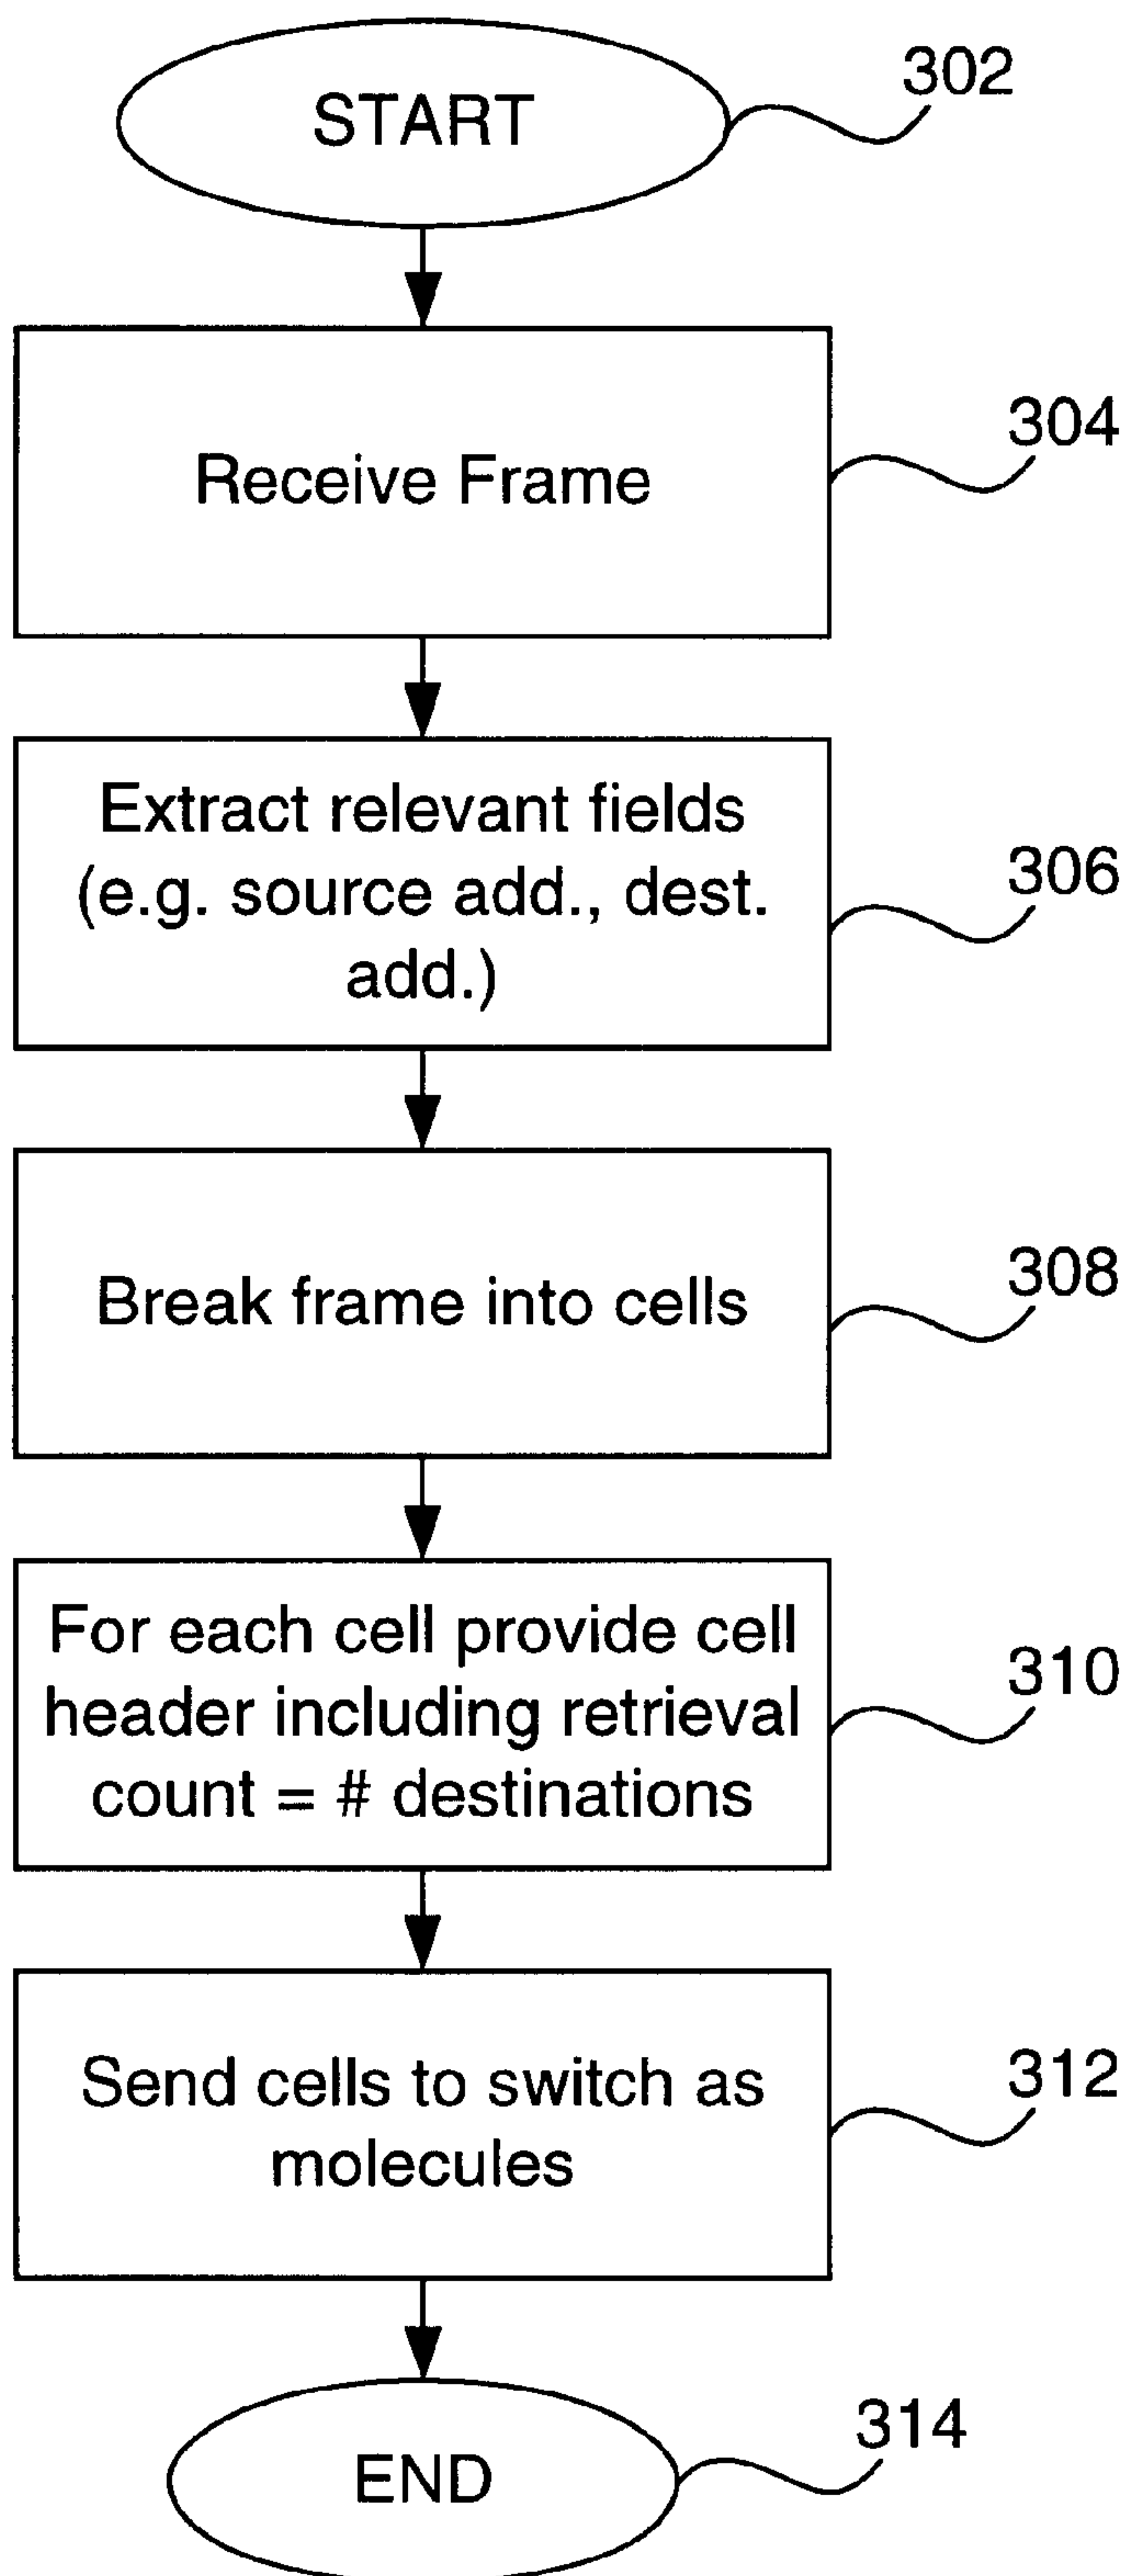 START
302
Receive Frame
304
Extract relevant fields
(e.g. source add., dest.
add.)
306
Break frame into cells
308
For each cell provide cell
header including retrieval
count = # destinations
310
Send cells to switch as
molecules
312
END
314